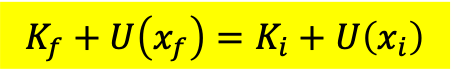 K_f + U(x_f) = K_i + U(x_i)